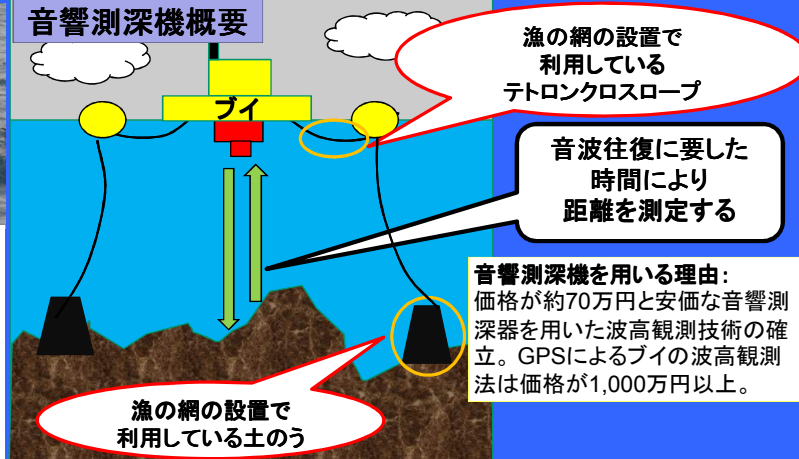 音響測深機概要
漁の網の設置で
利用している
テトロンクロスロープ
ブイ
音波往復に要した
時間により
距離を測定する
音響測深機を用いる理由:
価格が約70万円と安価な音響測
深器を用いた波高観測技術の確
立。GPSによるブイの波高観測
法は価格が1,000万円以上。
漁の網の設置で
利用している土のう